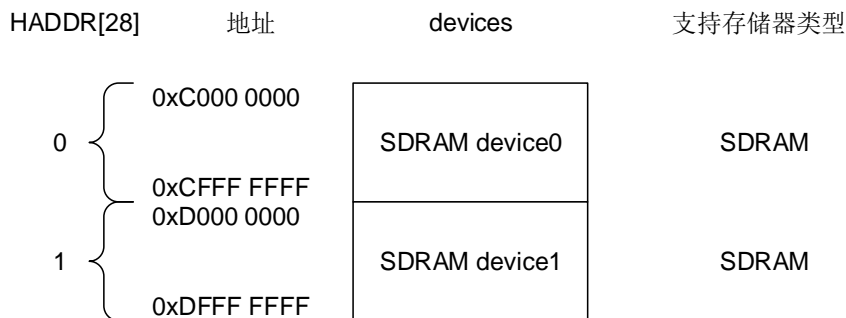 HADDR[28] 地址 devices 支持存储器类型
0xC000 0000
0 SDRAM device0 SDRAM
0xCFFF FFFF
0xD000 0000
1 SDRAM device1 SDRAM
0xDFFF FFFF